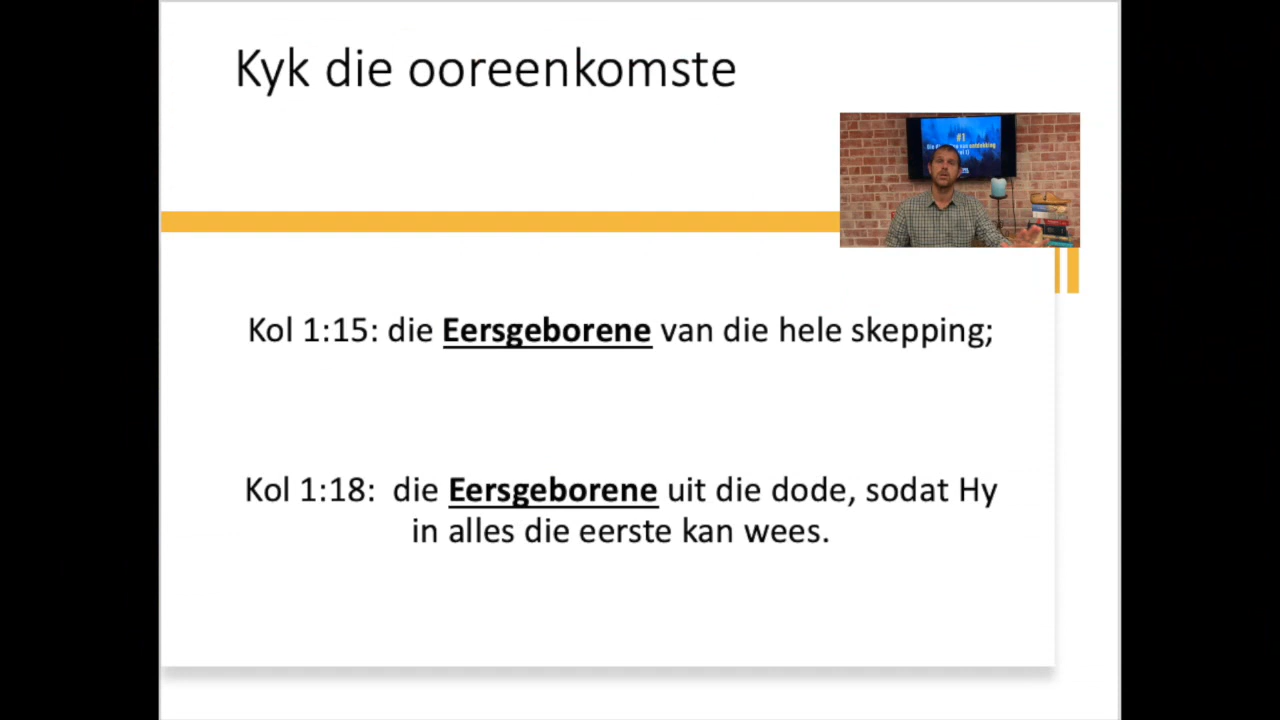 Kyk die ooreenkomste
#1
Kol 1:15: die Eersgeborene van die hele skepping;
Kol 1:18: die Eersgeborene uit die dode, sodat Hy
in alles die eerste kan wees.